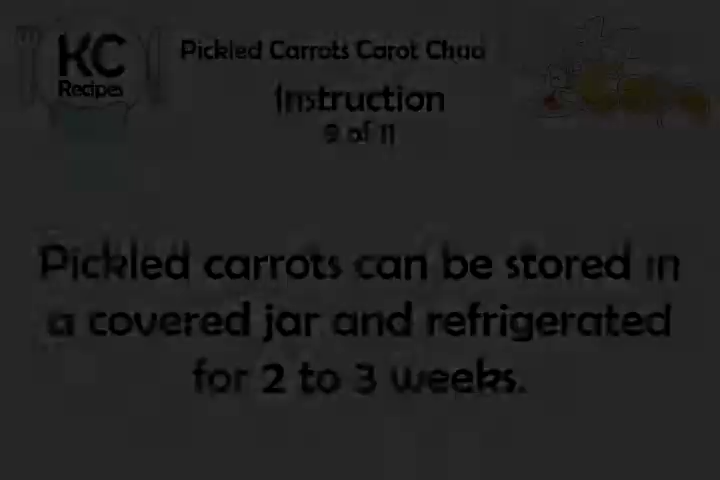 KC
Recipes
Pickled Carrots Carot Chua
Instruction
9 of 11
Pickled carrots can be stored in
a covered jar and refrigerated
for 2 to 3 weeks.